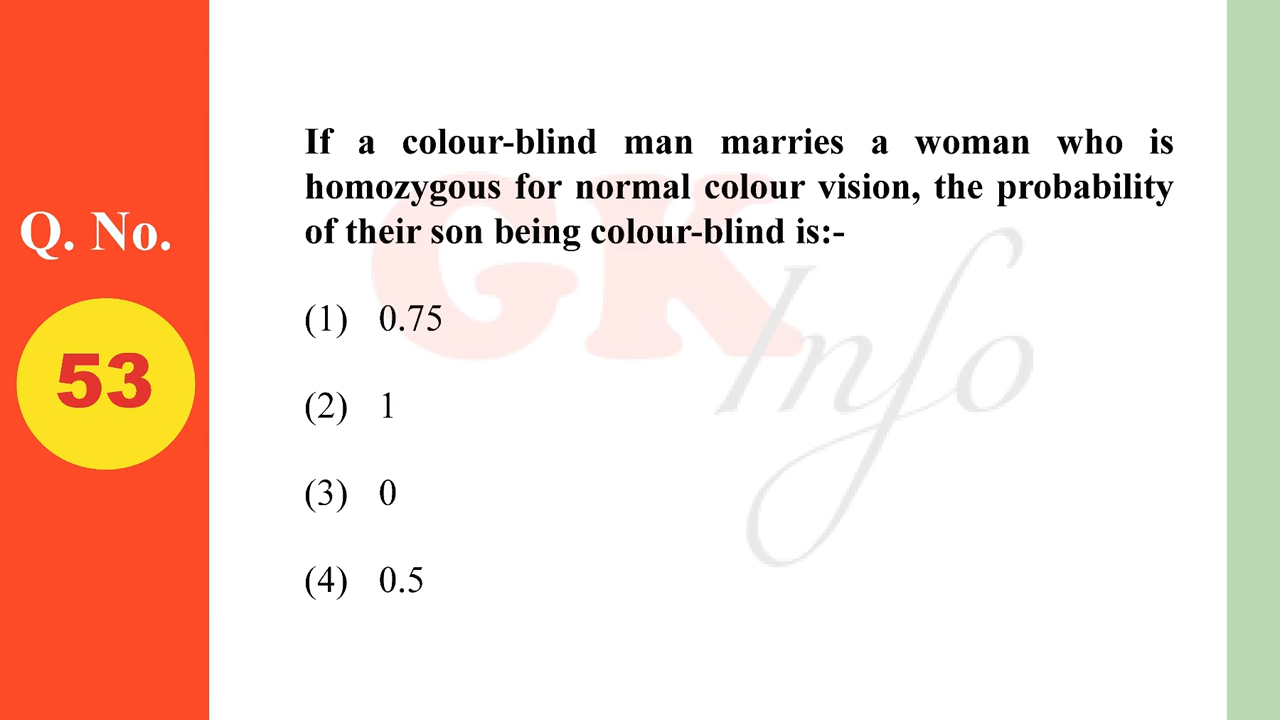 Q. No.
53
If a colour-blind man marries a woman who is
homozygous for normal colour vision, the probability
of their son being colour-blind is:-
(1) 0.75
(2) 1
(3) 0
(4) 0.5
GK
Info